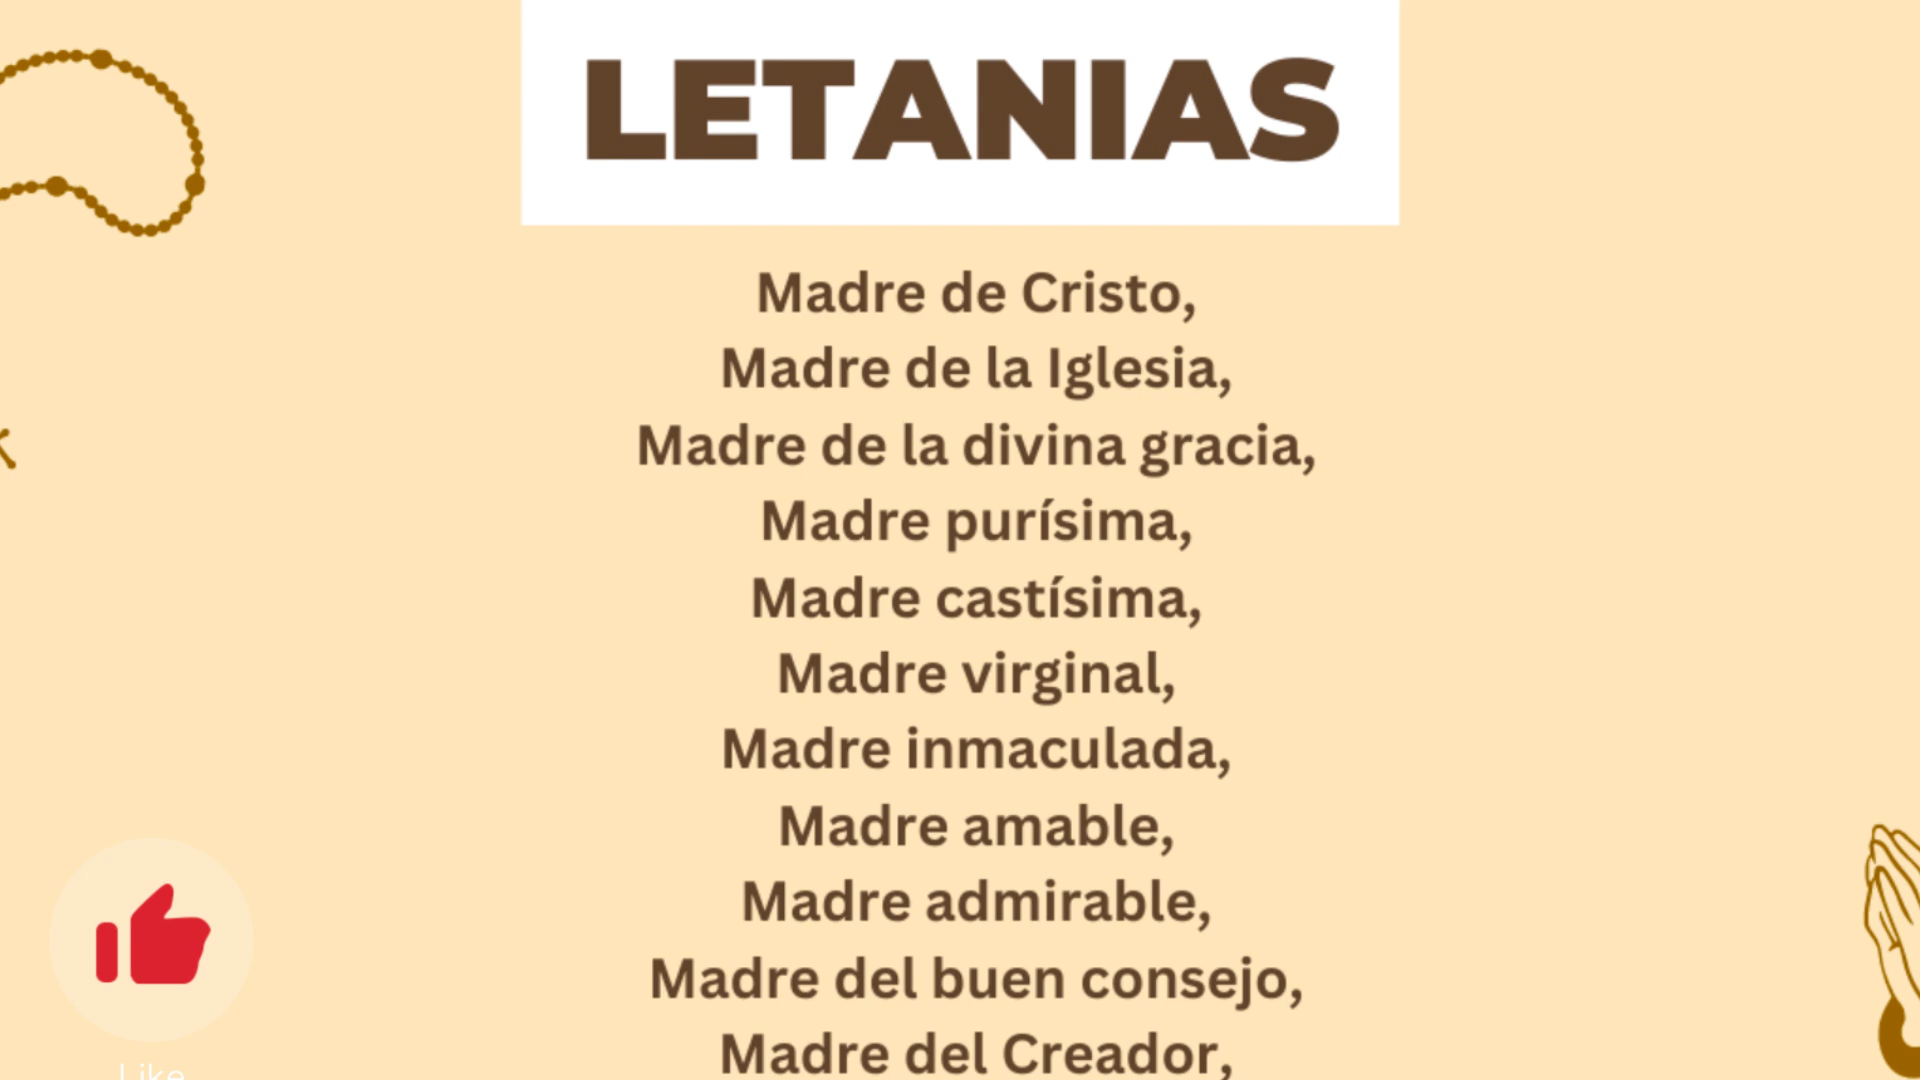 LETANIAS
Madre de Cristo,
Madre de la Iglesia,
Madre de la divina gracia,
Madre purísima,
Madre castísima,
Madre virginal,
Madre inmaculada,
Madre amable,
Madre admirable,
Madre del buen consejo,
Madre del Creador,
Like